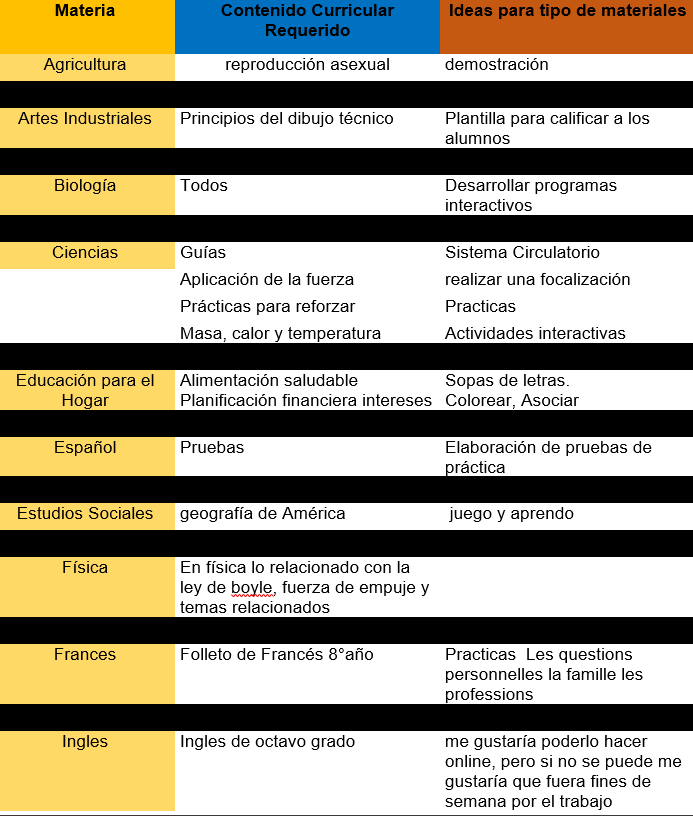 Materia
Contenido Curricular
Requerido
Ideas para tipo de materiales
Agricultura
reproducción asexual
demostración
Artes Industriales
Principios del dibujo técnico
Plantilla para calificar a los
alumnos
Biología
Todos
Desarrollar programas
interactivos
Ciencias
Guías
Sistema Circulatorio
Aplicación de la fuerza
realizar una focalización
Prácticas para reforzar
Practicas
Masa, calor y temperatura
Actividades interactivas
Educación para el
Hogar
Alimentación saludable
Planificación financiera intereses
Sopas de letras.
Colorear, Asociar
Español
Pruebas
Elaboración de pruebas de
práctica
Estudios Sociales
geografía de América
juego y aprendo
Física
En física lo relacionado con la
ley de boyle, fuerza de empuje y
temas relacionados
Frances
Folleto de Francés 8°año
Practicas  Les questions
personnelles la famille les
professions
Ingles
Ingles de octavo grado
me gustaría poderlo hacer
online, pero si no se puede me
gustaría que fuera fines de
semana por el trabajo